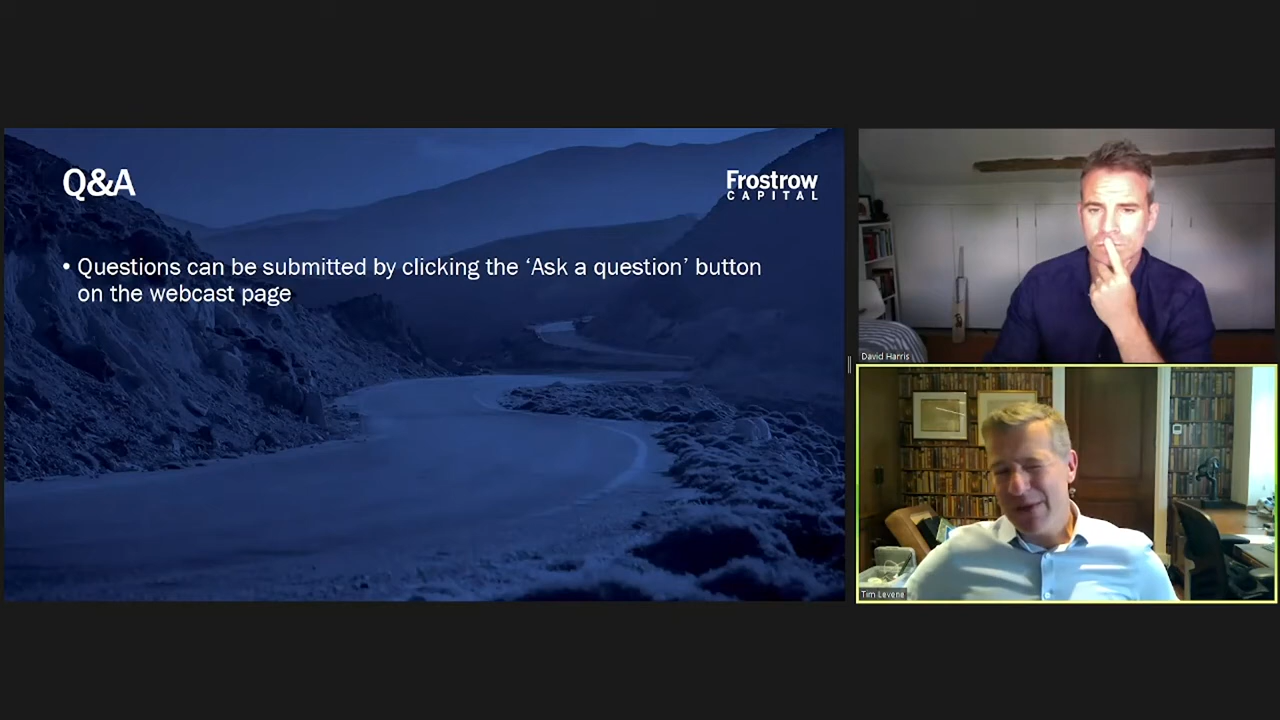 Q&A
Frostrow
CAPITAL
• Questions can be submitted by clicking the ‘Ask a question’ button
on the webcast page
David Harris
Tim Levene